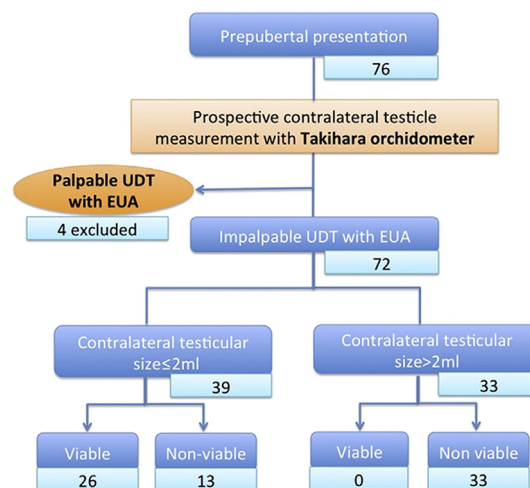 Prepubertal presentation
76
Prospective contralateral testicle
measurement with Takihara orchidometer
Palpable UDT
with EUA
4 excluded
Impalpable UDT with EUA
72
Contralateral testicular
size≤2ml
39
Contralateral testicular
size>2ml
33
Viable
26
Non-viable
13
Viable
0
Non viable
33